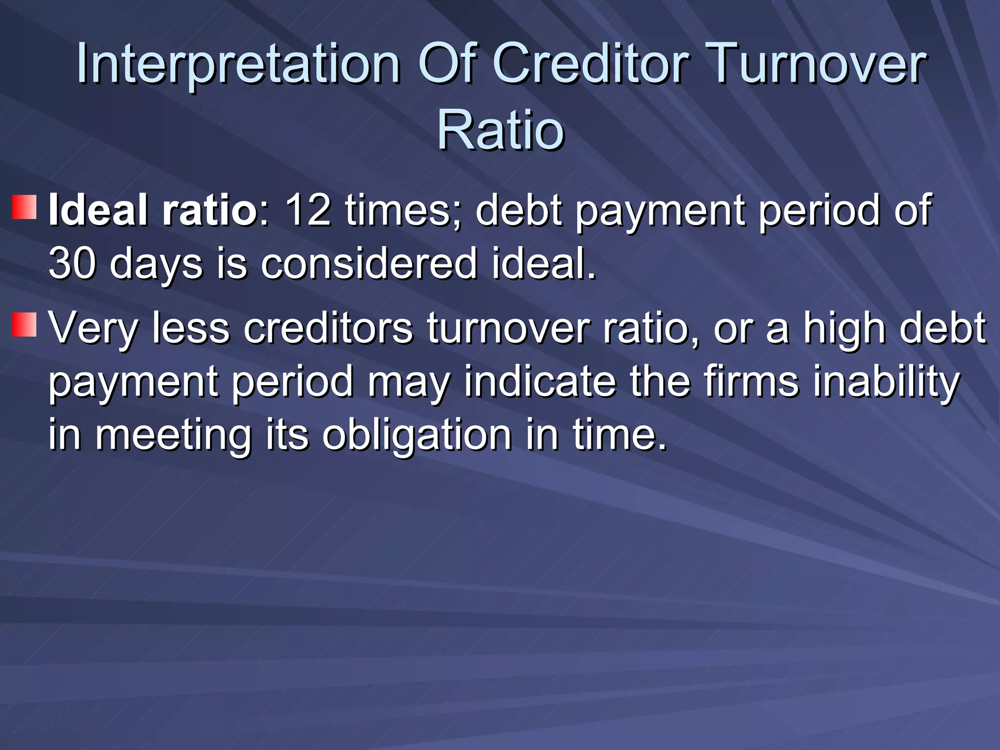 Interpretation Of Creditor Turnover
Ratio
Ideal ratio: 12 times; debt payment period of
30 days is considered ideal.
Very less creditors turnover ratio, or a high debt
payment period may indicate the firms inability
in meeting its obligation in time.